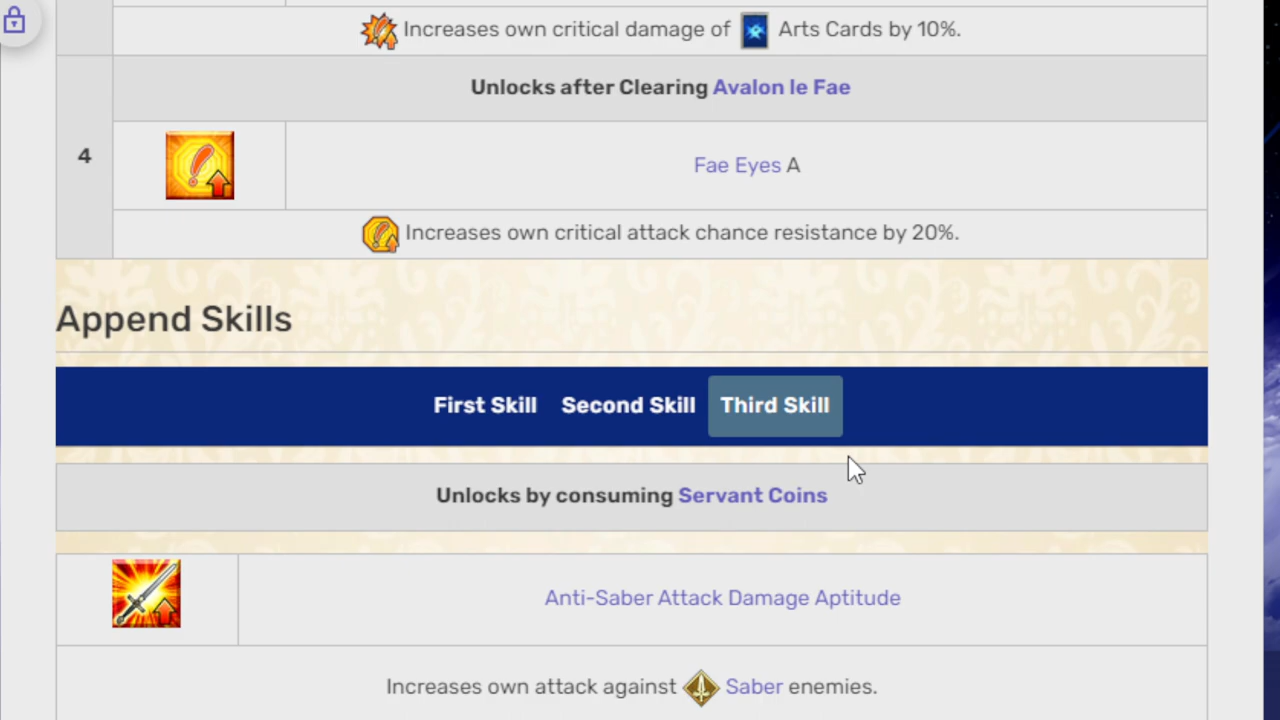 Increases own critical damage of Arts Cards by 10%.
Unlocks after Clearing Avalon le Fae
4
Fae Eyes A
Increases own critical attack chance resistance by 20%.
Append Skills
First Skill Second Skill Third Skill
Unlocks by consuming Servant Coins
Anti-Saber Attack Damage Aptitude
Increases own attack against Saber enemies.